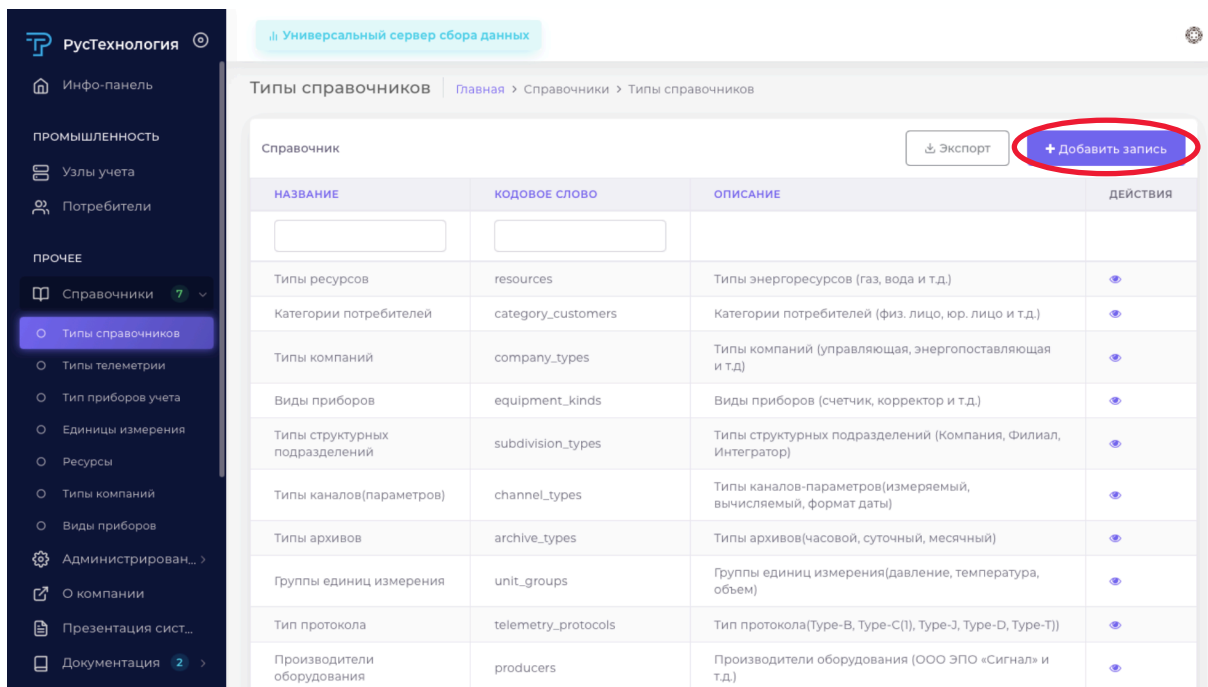 РусТехнология
Инфо-панель
ПРОМЫШЛЕННОСТЬ
Узлы учета
Потребители
ПРОЧЕЕ
Справочники 7
Типы справочников
Типы телеметрии
Тип приборов учета
Единицы измерения
Ресурсы
Типы компаний
Виды приборов
Администрирован...
О компании
Презентация сист...
Документация 2
Универсальный сервер сбора данных
Типы справочников Главная > Справочники > Типы справочников
Справочник Экспорт + Добавить запись
НАЗВАНИЕ КОДОВОЕ СЛОВО ОПИСАНИЕ ДЕЙСТВИЯ
Типы ресурсов resources Типы энергоресурсов (газ, вода и т.д.)
Категории потребителей category_customers Категории потребителей (физ. лицо, юр. лицо и т.д.)
Типы компаний company_types Типы компаний (управляющая, энергопоставляющая
и т.д)
Виды приборов equipment_kinds Виды приборов (счетчик, корректор и т.д.)
Типы структурных
подразделений subdivision_types Типы структурных подразделений (Компания, Филиал,
Интегратор)
Типы каналов(параметров) channel_types Типы каналов-параметров(измеряемый,
вычисляемый, формат даты)
Типы архивов archive_types Типы архивов(часовой, суточный, месячный)
Группы единиц измерения unit_groups Группы единиц измерения(давление, температура,
объем)
Тип протокола telemetry_protocols Тип протокола(Type-B, Type-C(1), Type-J, Type-D, Type-T))
Производители
оборудования producers Производители оборудования (ООО ЭПО «Сигнал» и
т.д.)